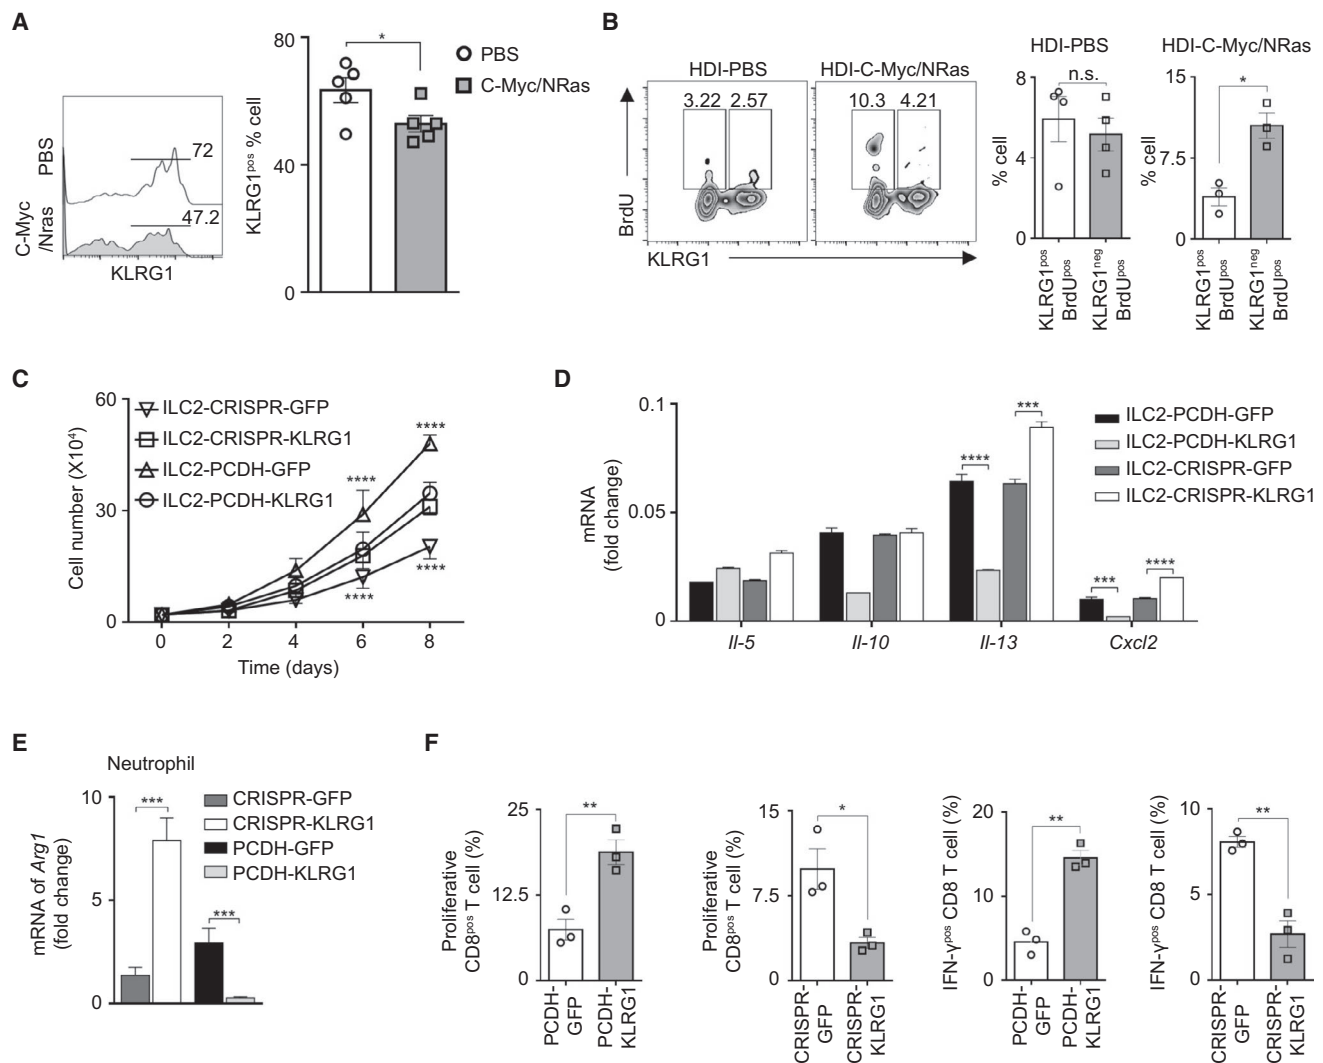 A
80
40
0
KLRG1pos % cell
*
PBS
C-Myc/NRas
PBS
72
C-Myc
/Nras
47.2
KLRG1
B
HDI-PBS
HDI-C-Myc/NRas
3.22 2.57
10.3 4.21
BrdU
KLRG1
HDI-PBS
n.s.
8
4
0
% cell
KLRG1pos
BrdUpos
KLRG1neg
BrdUpos
HDI-C-Myc/NRas
*
15
7.5
0
% cell
KLRG1pos
BrdUpos
KLRG1neg
BrdUpos
C
60
30
0
Cell number (X10⁴)
ILC2-CRISPR-GFP
ILC2-CRISPR-KLRG1
ILC2-PCDH-GFP
ILC2-PCDH-KLRG1
****
****
****
****
0 2 4 6 8
Time (days)
D
0.1
0.05
0
mRNA
(fold change)
****
***
***
****
Il-5 Il-10 Il-13 Cxcl2
ILC2-PCDH-GFP
ILC2-PCDH-KLRG1
ILC2-CRISPR-GFP
ILC2-CRISPR-KLRG1
E
Neutrophil
10
5
0
mRNA of Arg1
(fold change)
***
***
CRISPR-GFP
CRISPR-KLRG1
PCDH-GFP
PCDH-KLRG1
F
25
12.5
0
Proliferative
CD8pos T cell (%)
**
PCDH-
GFP
PCDH-
KLRG1
15
7.5
0
Proliferative
CD8pos T cell (%)
*
CRISPR-
GFP
CRISPR-
KLRG1
20
10
0
IFN-γpos CD8 T cell (%)
**
PCDH-
GFP
PCDH-
KLRG1
10
5
0
IFN-γpos CD8 T cell (%)
**
CRISPR-
GFP
CRISPR-
KLRG1